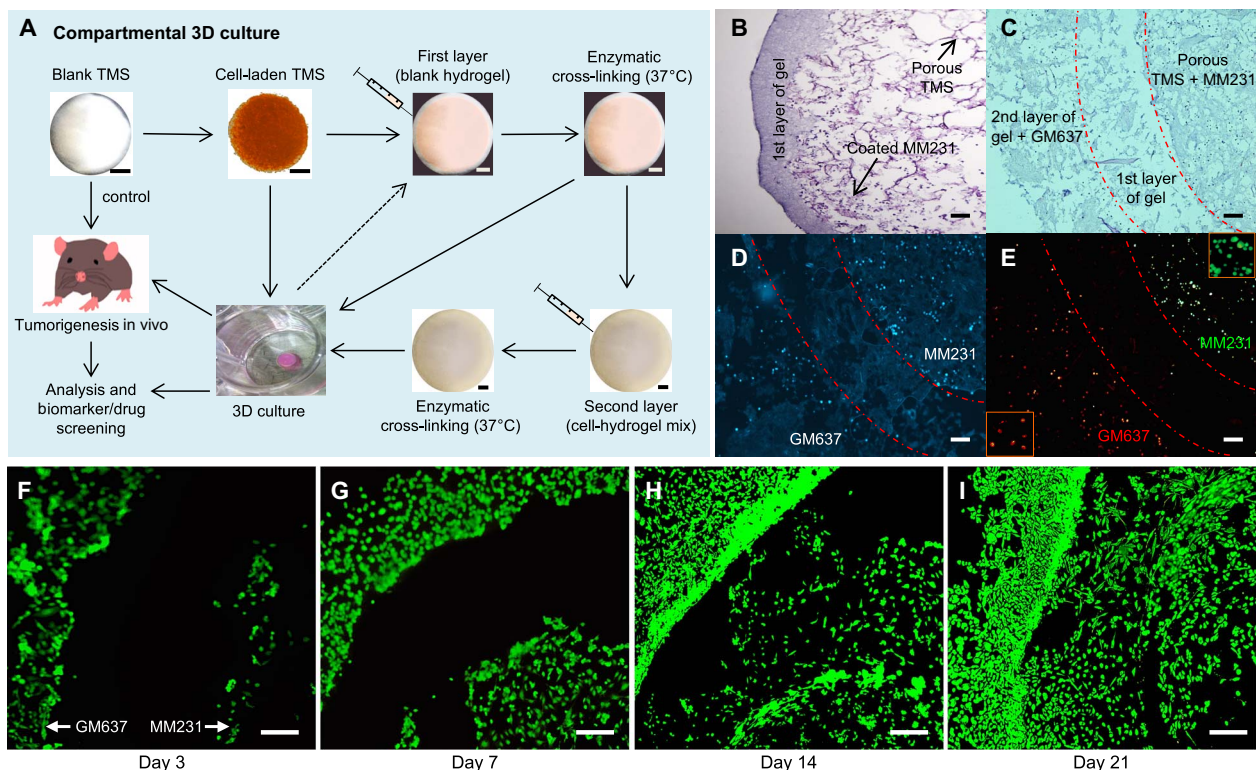 A Compartmental 3D culture
Blank TMS
Cell-laden TMS
First layer
(blank hydrogel)
Enzymatic
cross-linking (37°C)
control
Tumorigenesis in vivo
Analysis and
biomarker/drug
screening
3D culture
Enzymatic
cross-linking (37°C)
Second layer
(cell-hydrogel mix)
B
1st layer of gel
Porous
TMS
Coated MM231
C
Porous
TMS + MM231
2nd layer of
gel + GM637
1st layer
of gel
D
MM231
GM637
E
MM231
GM637
F
GM637
MM231
Day 3
G
Day 7
H
Day 14
I
Day 21